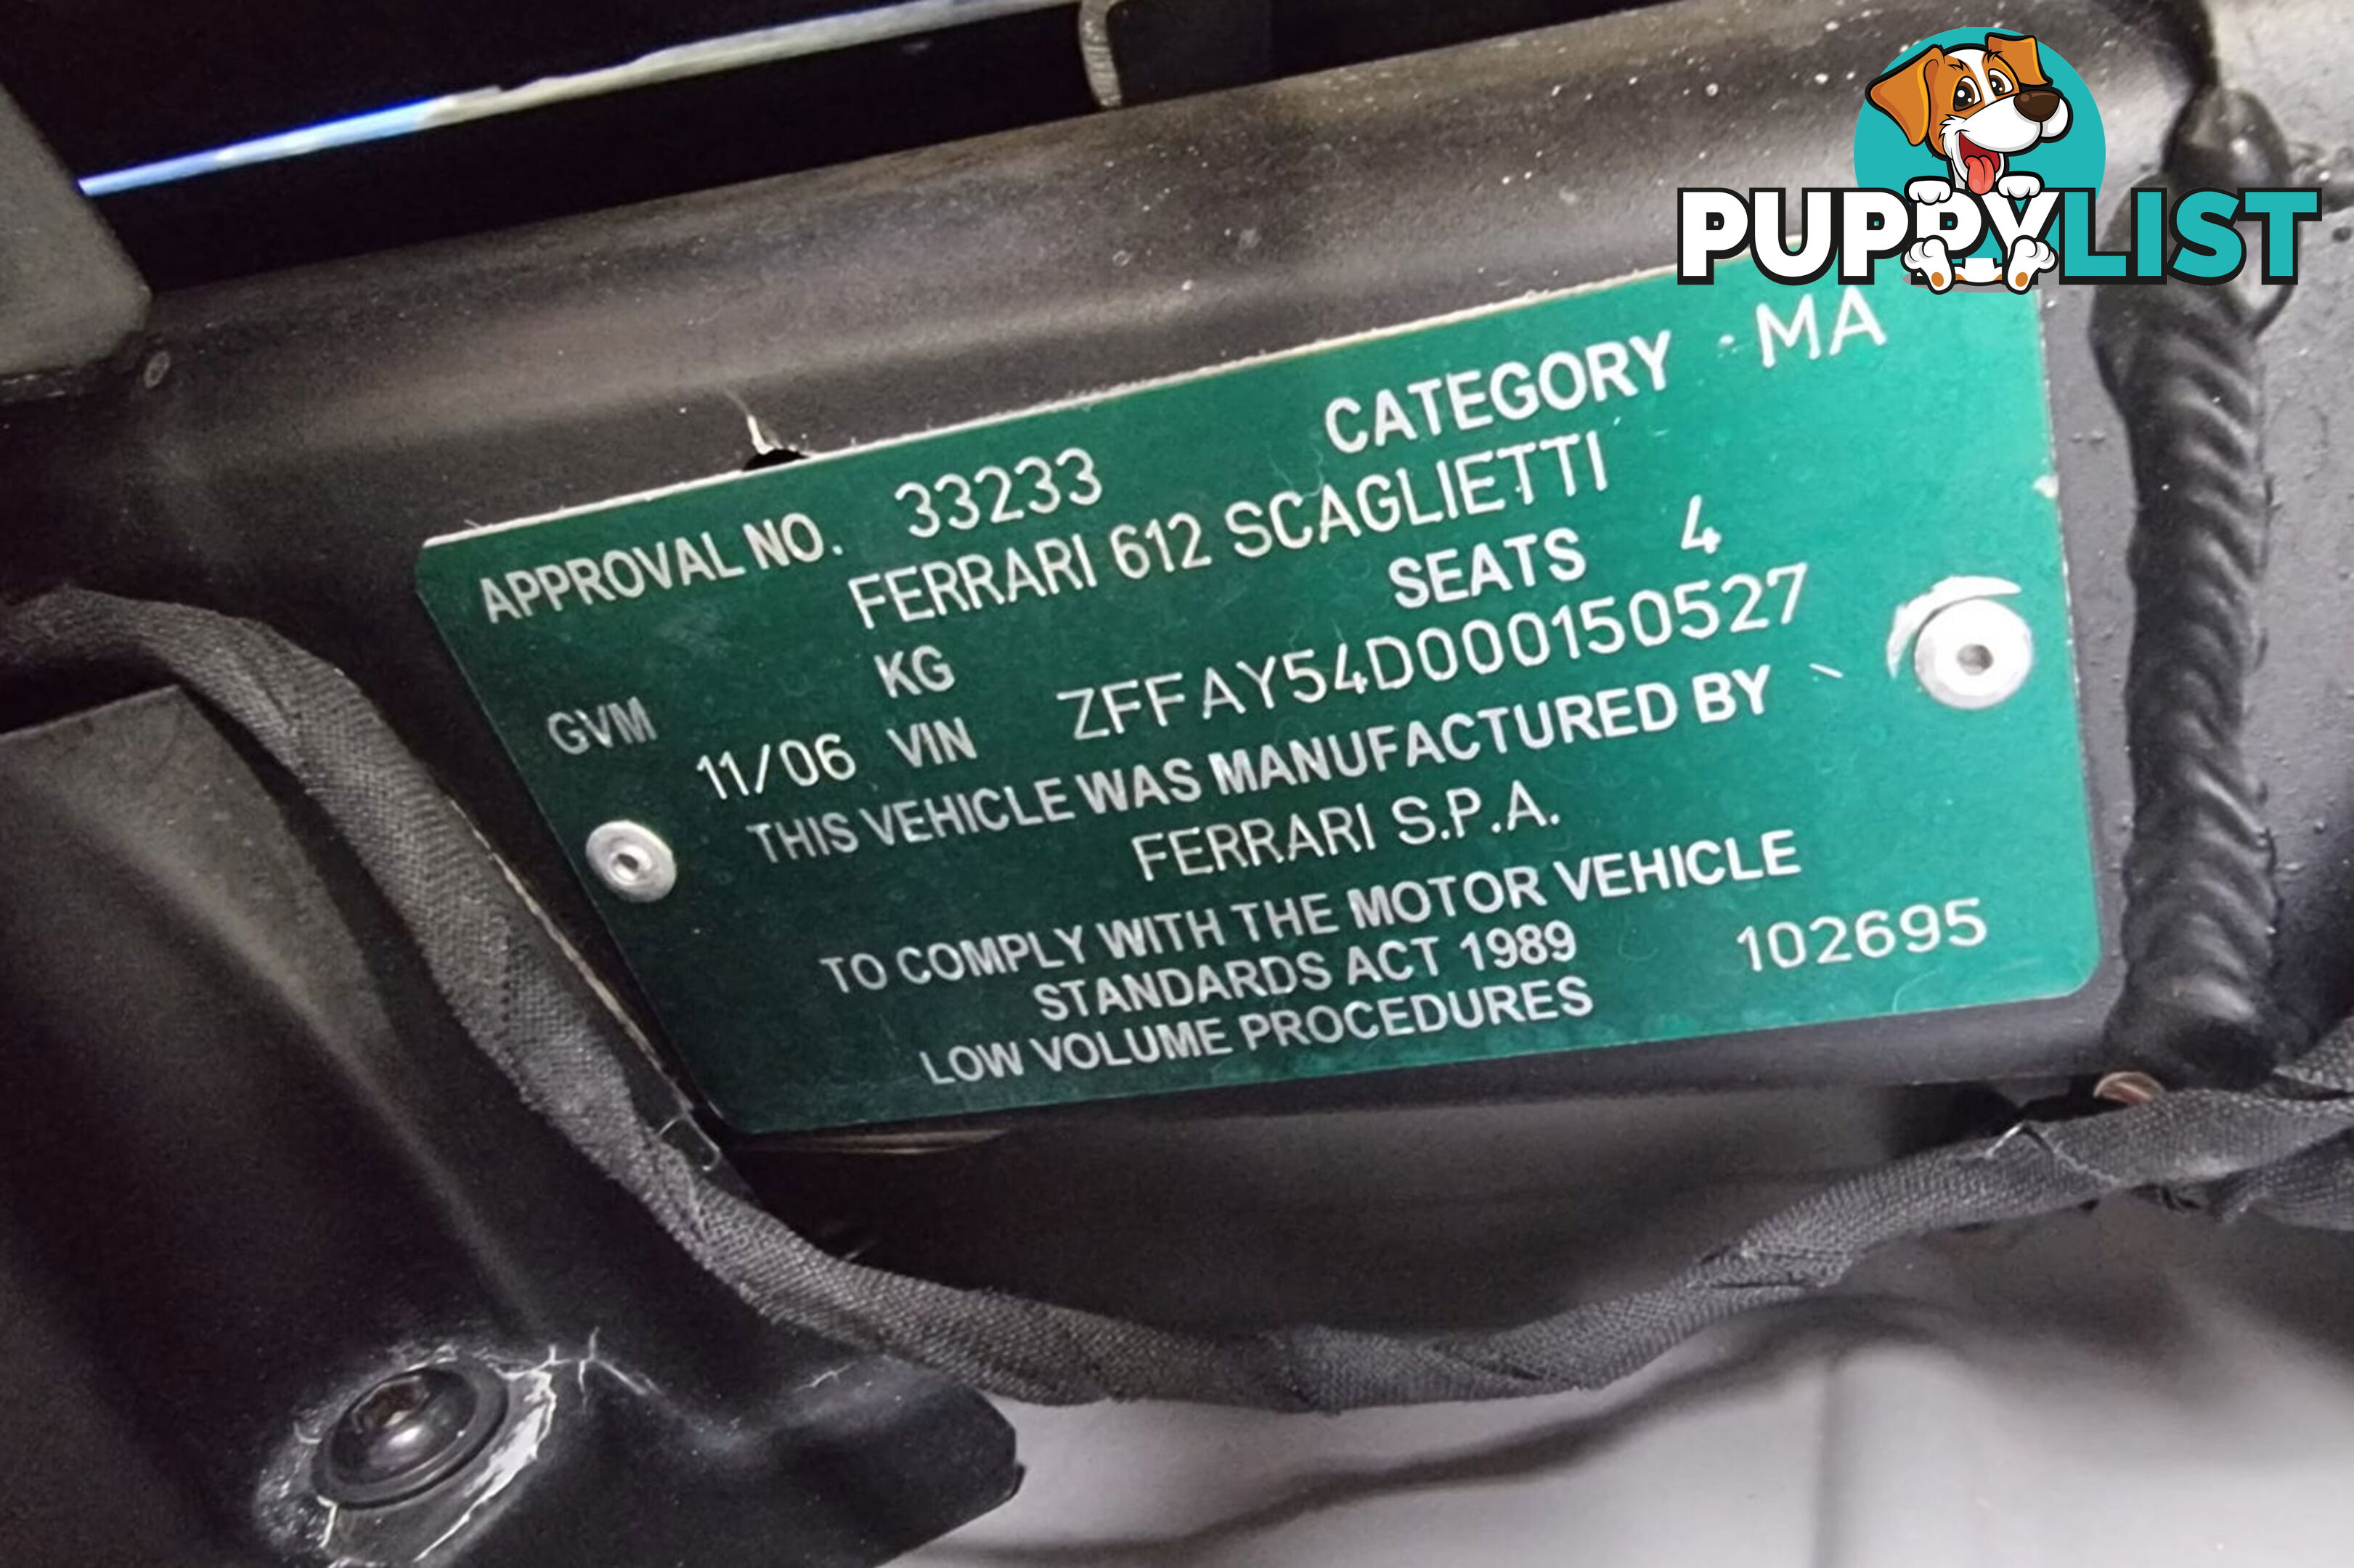 PUPPYLIST
APPROVAL NO. 33233 CATEGORY MA
FERRARI 612 SCAGLIETTI
GVM KG SEATS 4
11/06 VIN ZFFAY54D000150527
THIS VEHICLE WAS MANUFACTURED BY
FERRARI S.P.A.
TO COMPLY WITH THE MOTOR VEHICLE
STANDARDS ACT 1989
LOW VOLUME PROCEDURES 102695